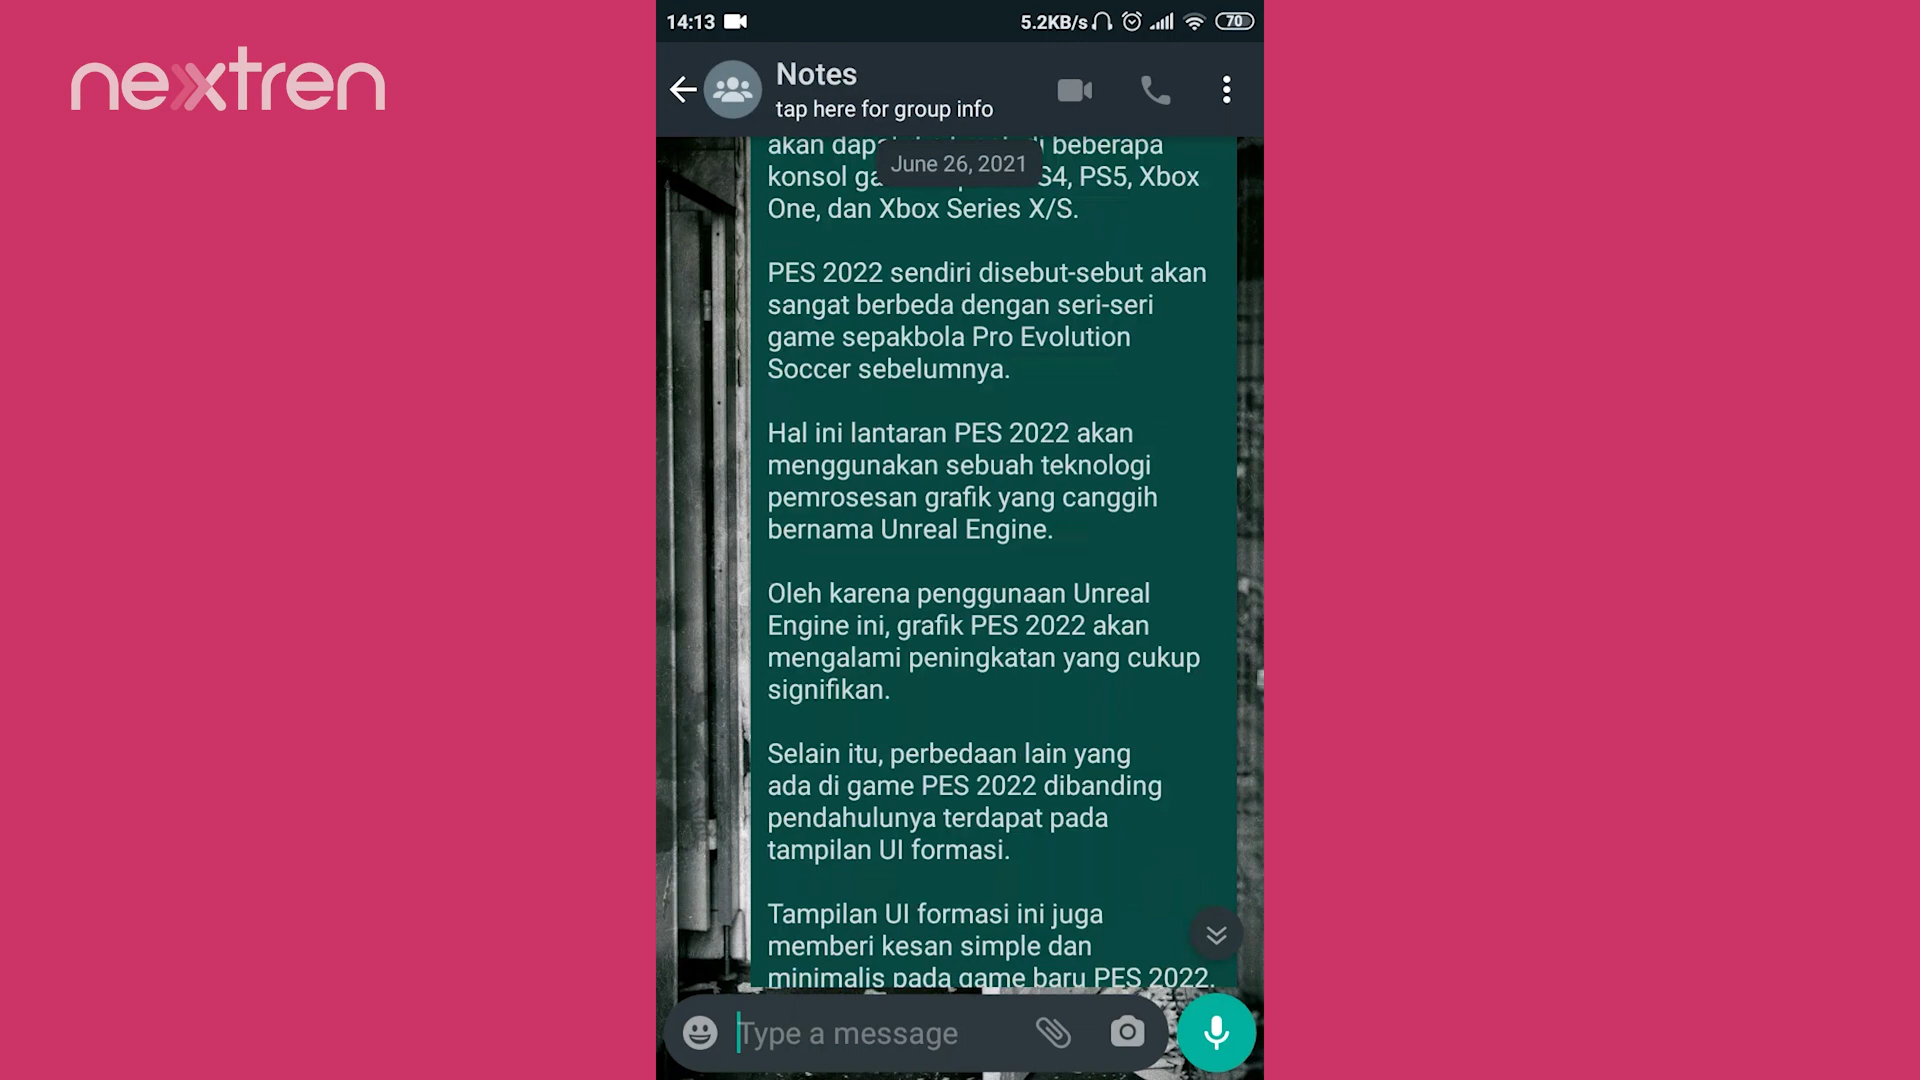 nextren
14:13
5.2KB/s
70
Notes
tap here for group info
akan beberapa
June 26, 2021
konsol S4, PS5, Xbox
One, dan Xbox Series X/S.
PES 2022 sendiri disebut-sebut akan
sangat berbeda dengan seri-seri
game sepakbola Pro Evolution
Soccer sebelumnya.
Hal ini lantaran PES 2022 akan
menggunakan sebuah teknologi
pemrosesan grafik yang canggih
bernama Unreal Engine.
Oleh karena penggunaan Unreal
Engine ini, grafik PES 2022 akan
mengalami peningkatan yang cukup
signifikan.
Selain itu, perbedaan lain yang
ada di game PES 2022 dibanding
pendahulunya terdapat pada
tampilan UI formasi.
Tampilan UI formasi ini juga
memberi kesan simple dan
minimalis pada game baru PES 2022.
Type a message